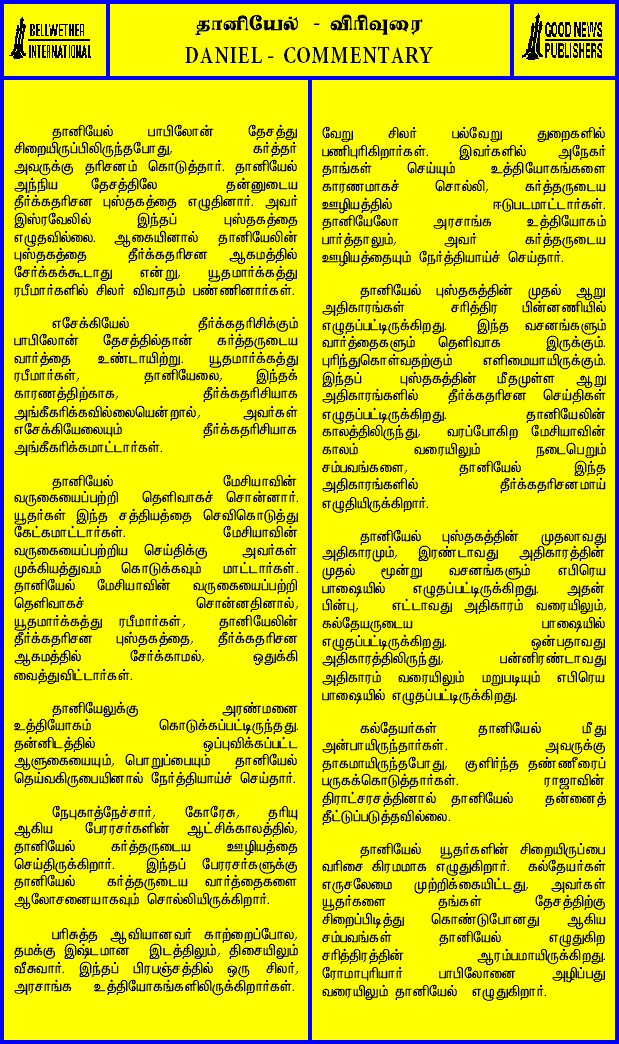 BELLWETHER
INTERNATIONAL
தானியேல் - விரிவுரை
DANIEL - COMMENTARY
GOOD NEWS
PUBLISHERS
தானியேல் பாபிலோன் தேசத்து
சிறையிருப்பிலிருந்தபோது, கர்த்தர்
அவருக்கு தரிசனம் கொடுத்தார். தானியேல்
அந்நிய தேசத்திலே தன்னுடைய
தீர்க்கதரிசன புஸ்தகத்தை எழுதினார். அவர்
இஸ்ரவேலில் இந்தப் புஸ்தகத்தை
எழுதவில்லை. ஆகையினால் தானியேலின்
புஸ்தகத்தை தீர்க்கதரிசன ஆகமத்தில்
சேர்க்கக்கூடாது என்று, யூதமார்க்கத்து
ரபீமார்களில் சிலர் விவாதம் பண்ணினார்கள்.
எசேக்கியேல் தீர்க்கதரிசிக்கும்
பாபிலோன் தேசத்தில்தான் கர்த்தருடைய
வார்த்தை உண்டாயிற்று. யூதமார்க்கத்து
ரபீமார்கள், தானியேலை, இந்தக்
காரணத்திற்காக, தீர்க்கதரிசியாக
அங்கீகரிக்கவில்லையென்றால், அவர்கள்
எசேக்கியேலையும் தீர்க்கதரிசியாக
அங்கீகரிக்கமாட்டார்கள்.
தானியேல் மேசியாவின்
வருகையைப்பற்றி தெளிவாகச் சொன்னார்.
யூதர்கள் இந்த சத்தியத்தை செவிகொடுத்து
கேட்கமாட்டார்கள். மேசியாவின்
வருகையைப்பற்றிய செய்திக்கு அவர்கள்
முக்கியத்துவம் கொடுக்கவும் மாட்டார்கள்.
தானியேல் மேசியாவின் வருகையைப்பற்றி
தெளிவாகச் சொன்னதினால்,
யூதமார்க்கத்து ரபீமார்கள், தானியேலின்
தீர்க்கதரிசன புஸ்தகத்தை, தீர்க்கதரிசன
ஆகமத்தில் சேர்க்காமல், ஒதுக்கி
வைத்துவிட்டார்கள்.
தானியேலுக்கு அரண்மனை
உத்தியோகம் கொடுக்கப்பட்டிருந்தது.
தன்னிடத்தில் ஒப்புவிக்கப்பட்ட
ஆளுகையையும், பொறுப்பையும் தானியேல்
தெய்வகிருபையினால் நேர்த்தியாய்ச் செய்தார்.
நேபுகாத்நேச்சார், கோரேசு, தரியு
ஆகிய பேரரசர்களின் ஆட்சிக்காலத்தில்,
தானியேல் கர்த்தருடைய ஊழியத்தை
செய்திருக்கிறார். இந்தப் பேரரசர்களுக்கு
தானியேல் கர்த்தருடைய வார்த்தைகளை
ஆலோசனையாகவும் சொல்லியிருக்கிறார்.
பரிசுத்த ஆவியானவர் காற்றைப்போல,
தமக்கு இஷ்டமான இடத்திலும், திசையிலும்
வீசுவார். இந்தப் பிரபஞ்சத்தில் ஒரு சிலர்,
அரசாங்க உத்தியோகங்களிலிருக்கிறார்கள்.
வேறு சிலர் பல்வேறு துறைகளில்
பணிபுரிகிறார்கள். இவர்களில் அநேகர்
தாங்கள் செய்யும் உத்தியோகங்களை
காரணமாகச் சொல்லி, கர்த்தருடைய
ஊழியத்தில் ஈடுபடமாட்டார்கள்.
தானியேலோ அரசாங்க உத்தியோகம்
பார்த்தாலும், அவர் கர்த்தருடைய
ஊழியத்தையும் நேர்த்தியாய்ச் செய்தார்.
தானியேல் புஸ்தகத்தின் முதல் ஆறு
அதிகாரங்கள் சரித்திர பின்னணியில்
எழுதப்பட்டிருக்கிறது. இந்த வசனங்களும்
வார்த்தைகளும் தெளிவாக இருக்கும்.
புரிந்துகொள்வதற்கும் எளிமையாயிருக்கும்.
இந்தப் புஸ்தகத்தின் மீதமுள்ள ஆறு
அதிகாரங்களில் தீர்க்கதரிசன செய்திகள்
எழுதப்பட்டிருக்கிறது. தானியேலின்
காலத்திலிருந்து, வரப்போகிற மேசியாவின்
காலம் வரையிலும் நடைபெறும்
சம்பவங்களை, தானியேல் இந்த
அதிகாரங்களில் தீர்க்கதரிசனமாய்
எழுதியிருக்கிறார்.
தானியேல் புஸ்தகத்தின் முதலாவது
அதிகாரமும், இரண்டாவது அதிகாரத்தின்
முதல் மூன்று வசனங்களும் எபிரெய
பாஷையில் எழுதப்பட்டிருக்கிறது. அதன்
பின்பு, எட்டாவது அதிகாரம் வரையிலும்,
கல்தேயருடைய பாஷையில்
எழுதப்பட்டிருக்கிறது. ஒன்பதாவது
அதிகாரத்திலிருந்து, பன்னிரண்டாவது
அதிகாரம் வரையிலும் மறுபடியும் எபிரெய
பாஷையில் எழுதப்பட்டிருக்கிறது.
கல்தேயர்கள் தானியேல் மீது
அன்பாயிருந்தார்கள். அவருக்கு
தாகமாயிருந்தபோது, குளிர்ந்த தண்ணீரைப்
பருகக்கொடுத்தார்கள். ராஜாவின்
திராட்சரசத்தினால் தானியேல் தன்னைத்
தீட்டுப்படுத்தவில்லை.
தானியேல் யூதர்களின் சிறையிருப்பை
வரிசை கிரமமாக எழுதுகிறார். கல்தேயர்கள்
எருசலேமை முற்றிக்கையிட்டது, அவர்கள்
யூதர்களை தங்கள் தேசத்திற்கு
சிறைப்பிடித்து கொண்டுபோனது ஆகிய
சம்பவங்கள் தானியேல் எழுதுகிற
சரித்திரத்தின் ஆரம்பமாயிருக்கிறது.
ரோமாபுரியார் பாபிலோனை அழிப்பது
வரையிலும் தானியேல் எழுதுகிறார்.